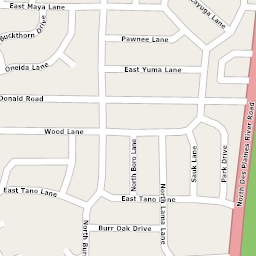 East Maya Lane
Cayuga Lane
Buckthorn Drive
Pawnee Lane
Oneida Lane
East Yuma Lane
Donald Road
Wood Lane
North Boro Lane
Sauk Lane
Park Drive
North Des Plaines River Road
North Lama Lane
East Tano Lane
East Tano Lane
North Bor
Burr Oak Drive